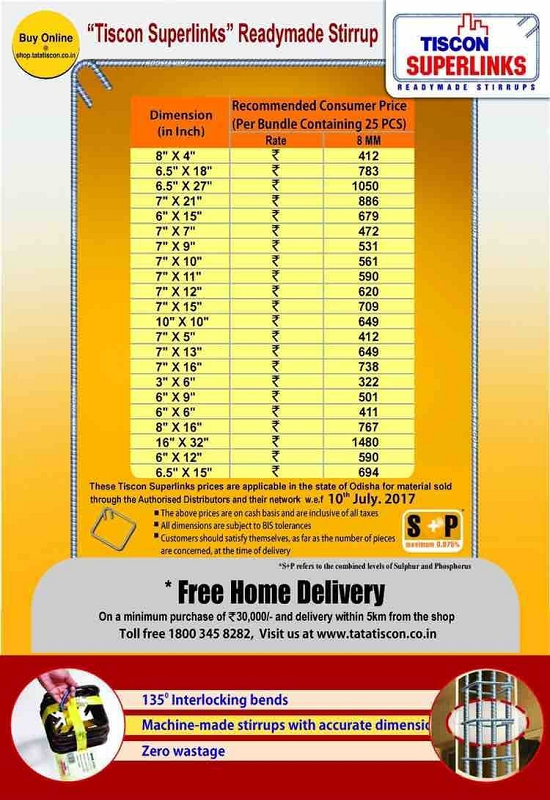 Buy Online
@
shop.tatatiscon.co.in
“Tiscon Superlinks” Readymade Stirrup
TISCON
SUPERLINKS
READYMADE STIRRUPS
Dimension
(in Inch)
Recommended Consumer Price
(Per Bundle Containing 25 PCS)
Rate 8 MM
8" X 4" ₹ 412
6.5" X 18" ₹ 783
6.5" X 27" ₹ 1050
7" X 21" ₹ 886
6" X 15" ₹ 679
7" X 7" ₹ 472
7" X 9" ₹ 531
7" X 10" ₹ 561
7" X 11" ₹ 590
7" X 12" ₹ 620
7" X 15" ₹ 709
10" X 10" ₹ 649
7" X 5" ₹ 412
7" X 13" ₹ 649
7" X 16" ₹ 738
3" X 6" ₹ 322
6" X 9" ₹ 501
6" X 6" ₹ 411
8" X 16" ₹ 767
16" X 32" ₹ 1480
6" X 12" ₹ 590
6.5" X 15" ₹ 694
These Tiscon Superlinks prices are applicable in the state of Odisha for material sold
through the Authorised Distributors and their network w.e.f 10th July. 2017
■ The above prices are on cash basis and are inclusive of all taxes
■ All dimensions are subject to BIS tolerances
■ Customers should satisfy themselves, as far as the number of pieces
are concerned, at the time of delivery
S+P*
maximum 0.075%
*S+P refers to the combined levels of Sulphur and Phosphorus
* Free Home Delivery
On a minimum purchase of ₹30,000/- and delivery within 5km from the shop
Toll free 1800 345 8282, Visit us at www.tatatiscon.co.in
135⁰ Interlocking bends
Machine-made stirrups with accurate dimensic
Zero wastage